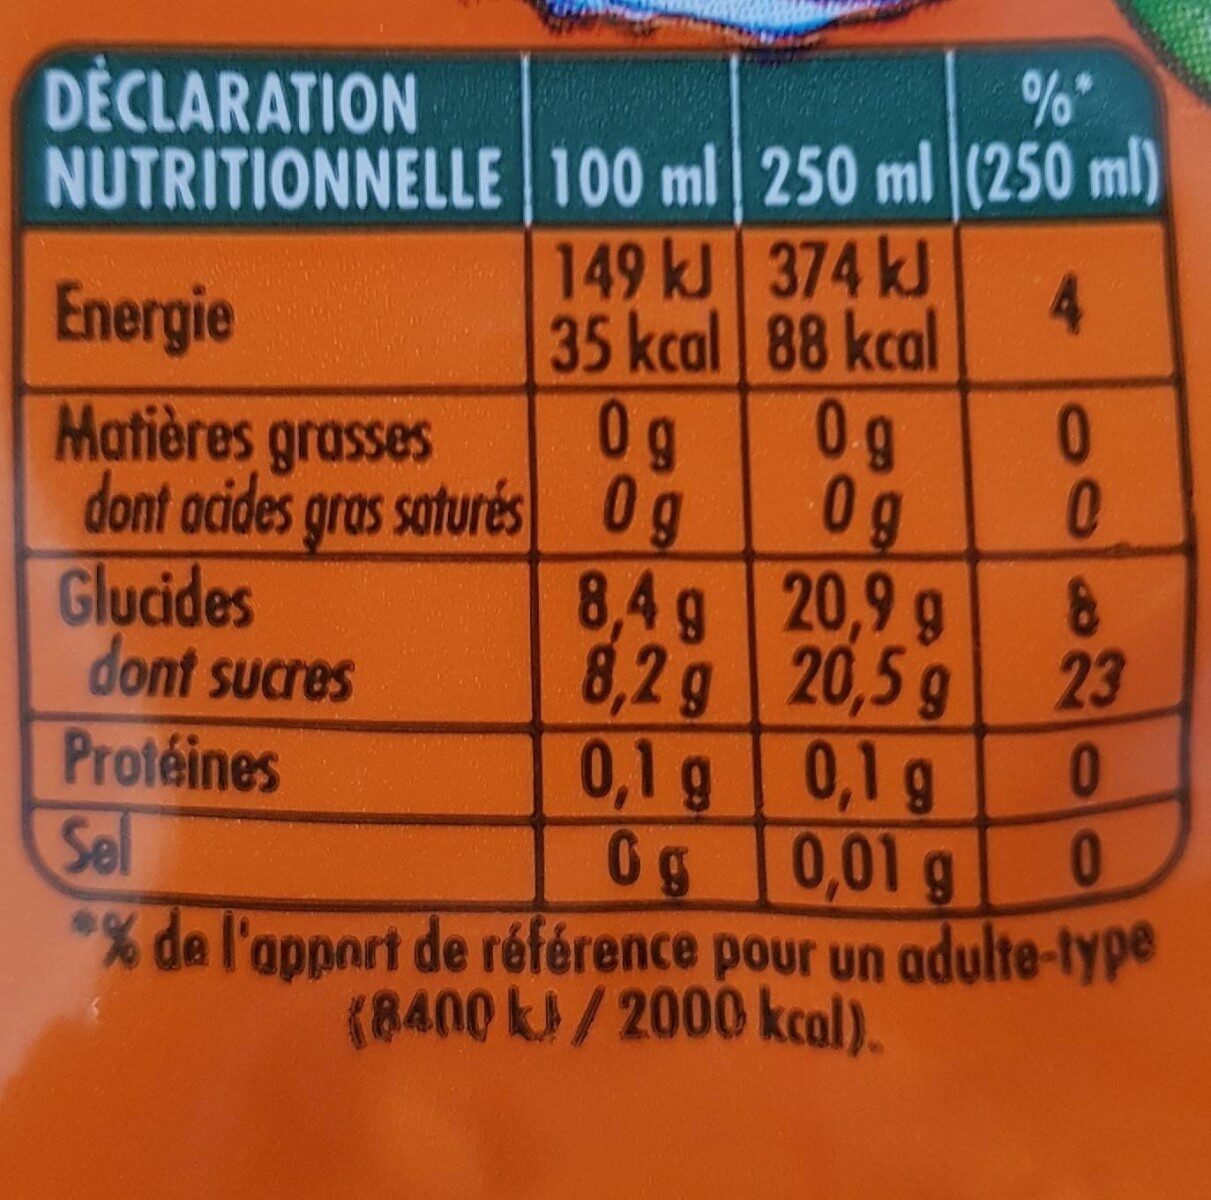 DÉCLARATION NUTRITIONNELLE 100 ml 250 ml %* (250 ml)
Energie 149 kJ 374 kJ 4
35 kcal 88 kcal
Matières grasses 0 g 0 g 0
dont acides gras saturés 0 g 0 g 0
Glucides 8,4 g 20,9 g 8
dont sucres 8,2 g 20,5 g 23
Protéines 0,1 g 0,1 g 0
Sel 0 g 0,01 g 0
*% de l'apport de référence pour un adulte-type
(8400 kJ / 2000 kcal).